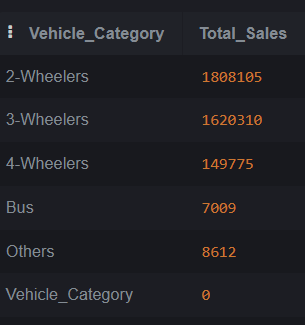 Vehicle_Category Total_Sales
2-Wheelers 1808105
3-Wheelers 1620310
4-Wheelers 149775
Bus 7009
Others 8612
Vehicle_Category 0